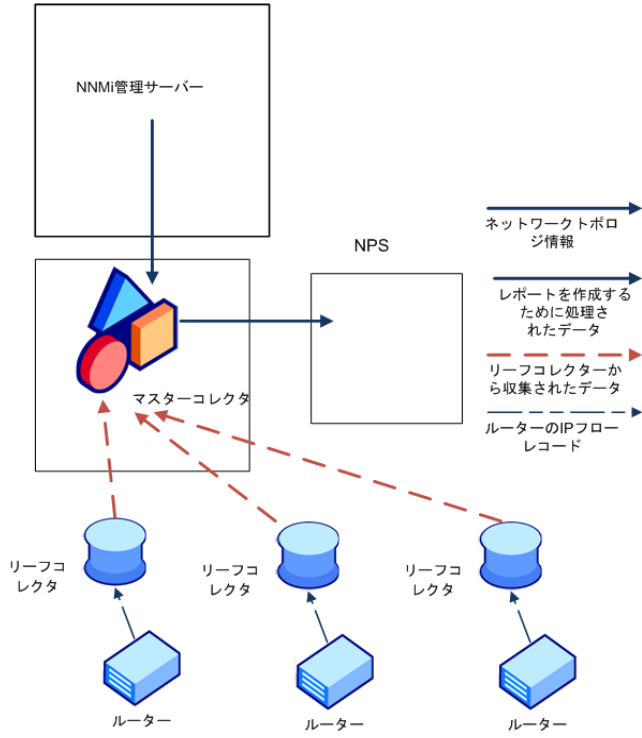 NNMi管理サーバー
NPS
ネットワークトポロ
ジ情報
レポートを作成する
ために処理さ
れたデータ
リーフコレクターか
ら収集されたデータ
ルーターのIPフロー
レコード
マスターコレクタ
リーフコ
レクタ
リーフコ
レクタ
リーフコ
レクタ
ルーター
ルーター
ルーター